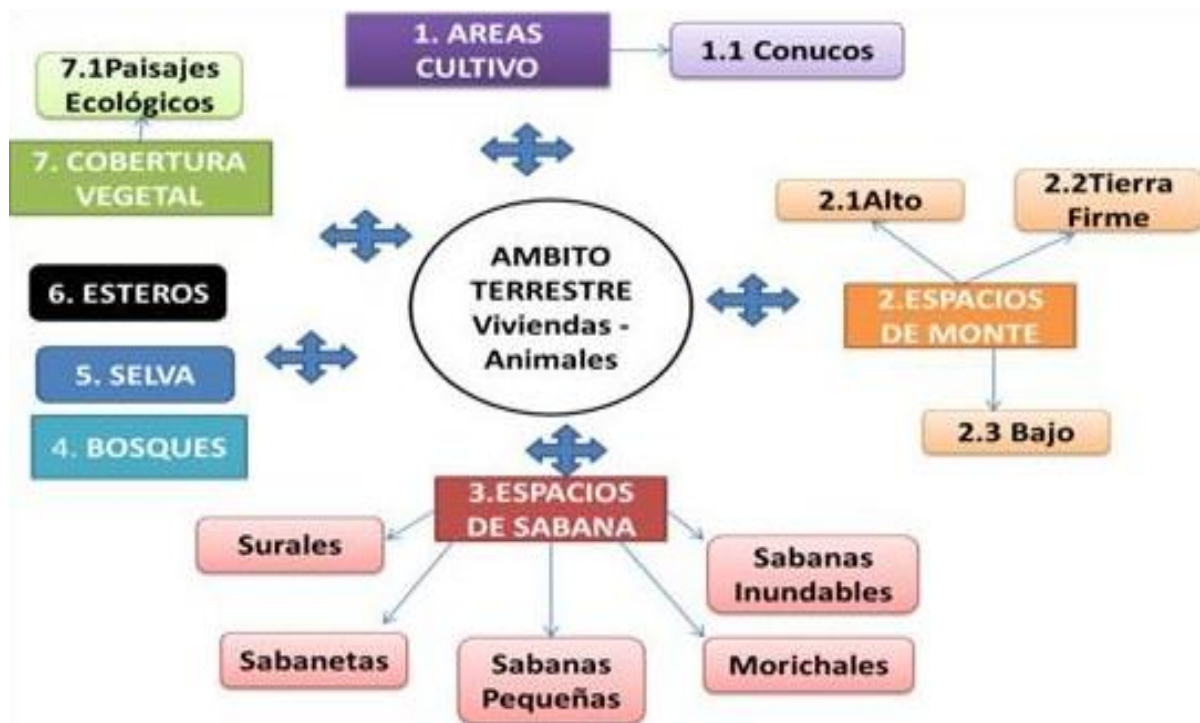 1. AREAS
CULTIVO
1.1 Conucos
7.1Paisajes
Ecológicos
7. COBERTURA
VEGETAL
2.1Alto
2.2Tierra
Firme
AMBITO
TERRESTRE
Viviendas -
Animales
6. ESTEROS
2.ESPACIOS
DE MONTE
5. SELVA
4. BOSQUES
2.3 Bajo
3.ESPACIOS
DE SABANA
Surales
Sabanas
Inundables
Sabanetas
Sabanas
Pequeñas
Morichales